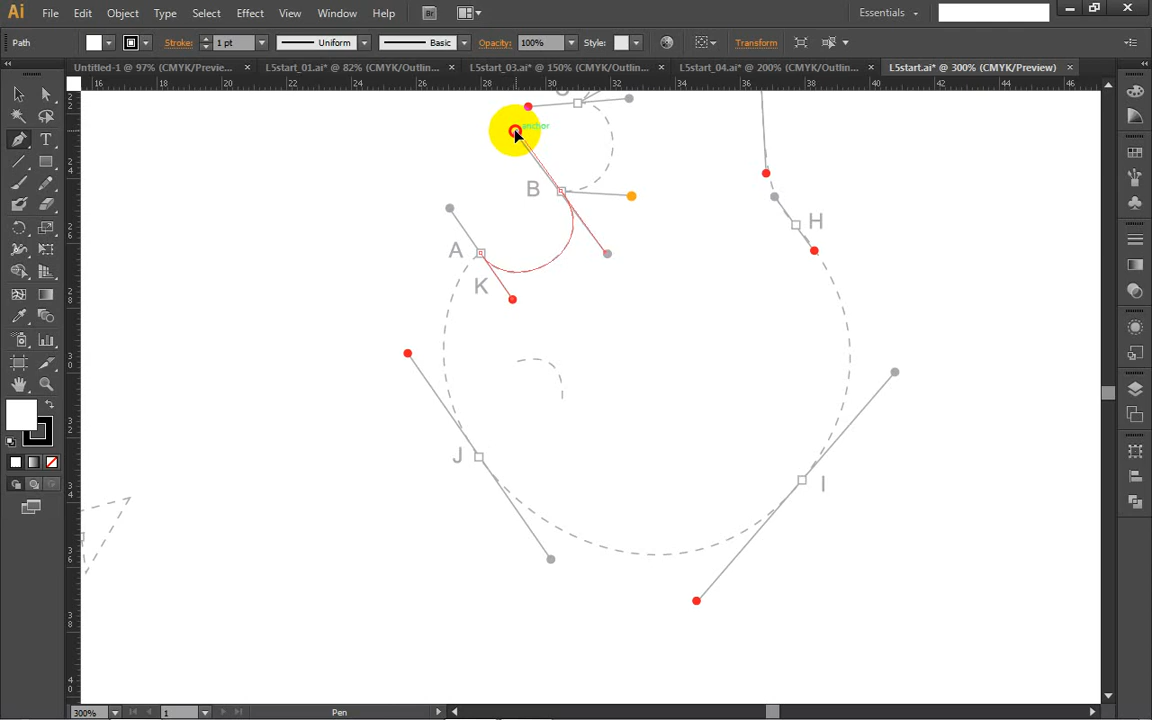 Ai File Edit Object Type Select Effect View Window Help Br Essentials
Path Stroke: 1 pt Uniform Basic Opacity: 100% Style: Transform
Untitled-1 @ 97% (CMYK/Previe... × L5start_01.ai* @ 82% (CMYK/Outlin... × L5start_03.ai* @ 150% (CMYK/Outlin... × L5start_04.ai* @ 200% (CMYK/Outlin... × L5start.ai* @ 300% (CMYK/Preview) ×
16 18 20 22 24 26 28 30 32 34 36 38 40 42 44 46
anchor
B
H
A
K
J
I
300% 1 Pen